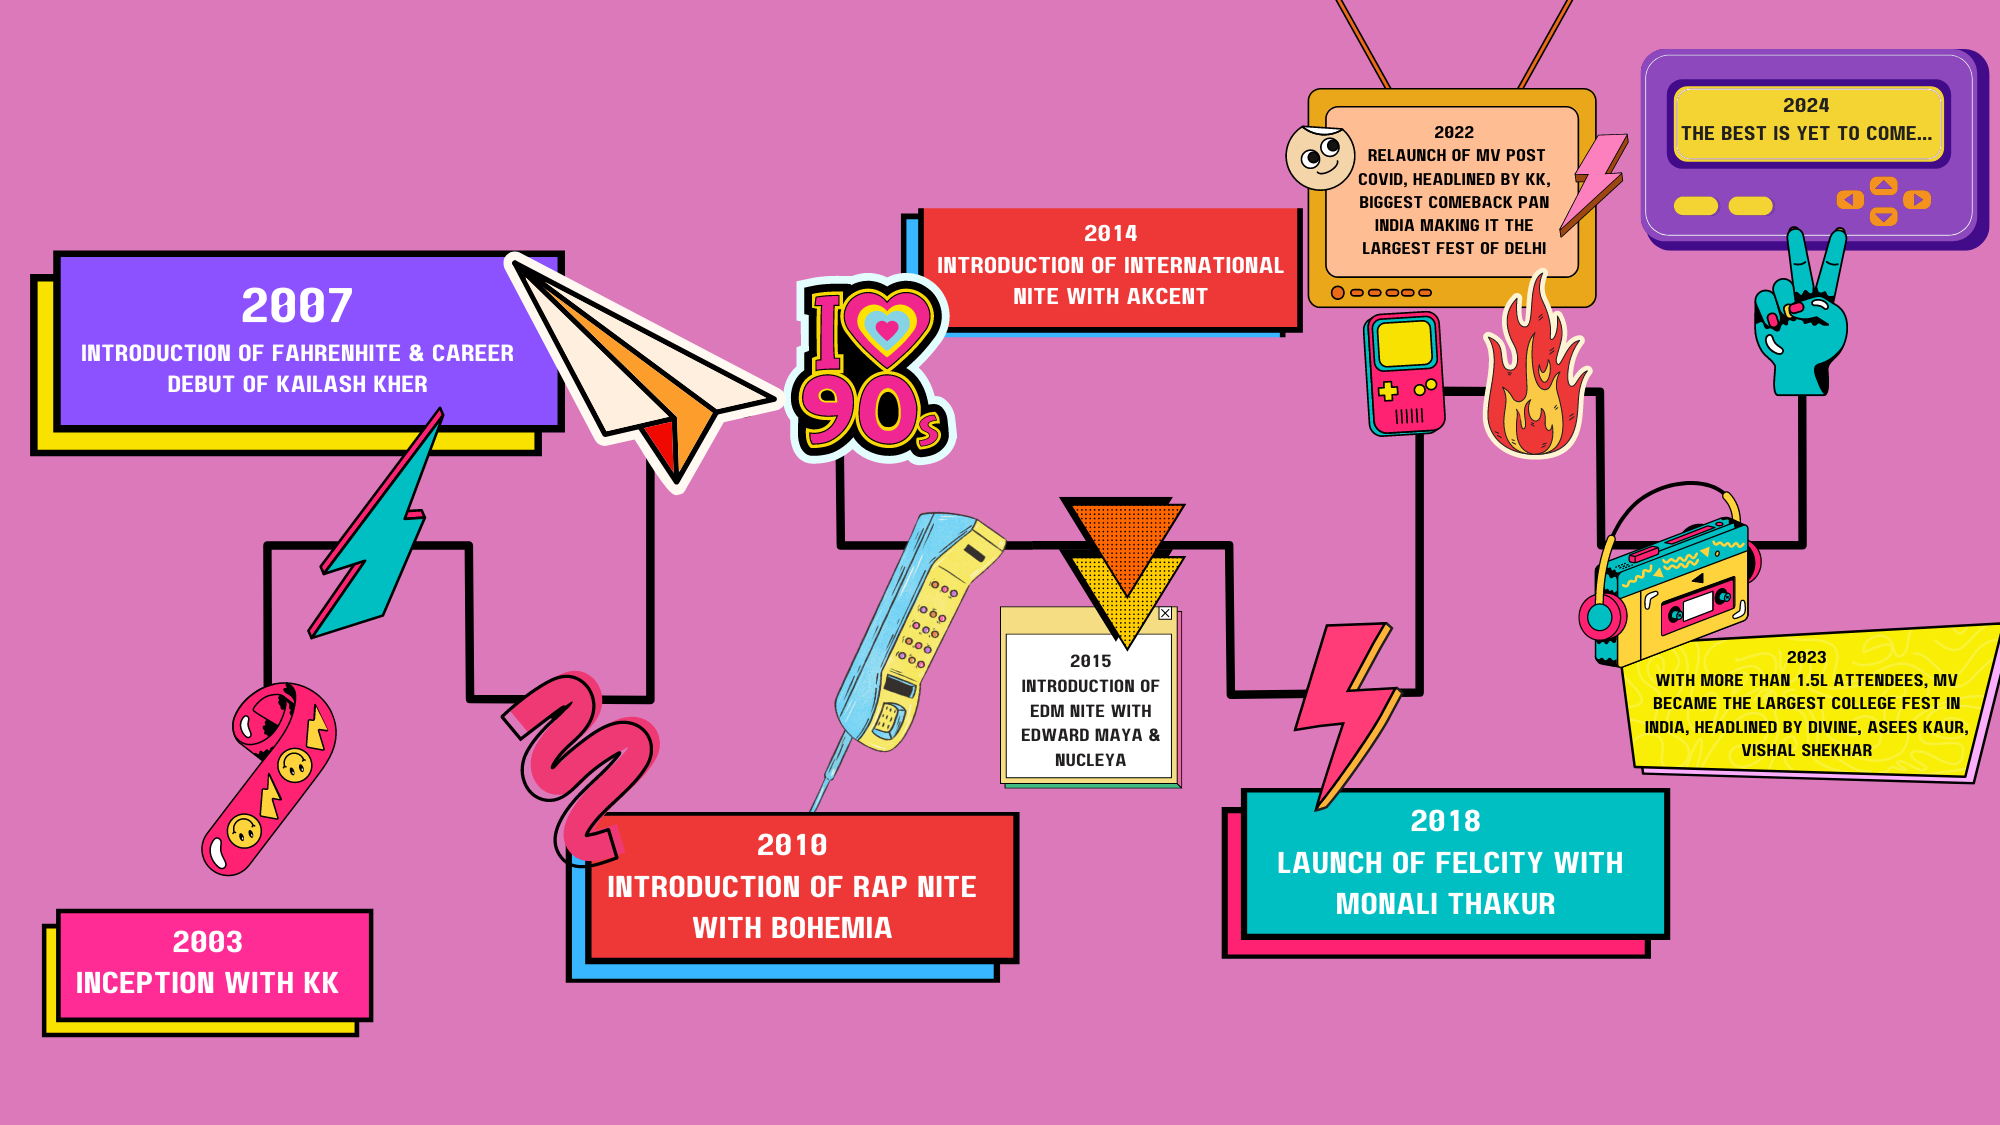 2003
INCEPTION WITH KK
2007
INTRODUCTION OF FAHRENHITE & CAREER
DEBUT OF KAILASH KHER
2010
INTRODUCTION OF RAP NITE
WITH BOHEMIA
I
90s
2014
INTRODUCTION OF INTERNATIONAL
NITE WITH AKCENT
2015
INTRODUCTION OF
EDM NITE WITH
EDWARD MAYA &
NUCLEYA
2018
LAUNCH OF FELCITY WITH
MONALI THAKUR
2022
RELAUNCH OF MV POST
COVID, HEADLINED BY KK,
BIGGEST COMEBACK PAN
INDIA MAKING IT THE
LARGEST FEST OF DELHI
2023
WITH MORE THAN 1.5L ATTENDEES, MV
BECAME THE LARGEST COLLEGE FEST IN
INDIA, HEADLINED BY DIVINE, ASEES KAUR,
VISHAL SHEKHAR
2024
THE BEST IS YET TO COME...